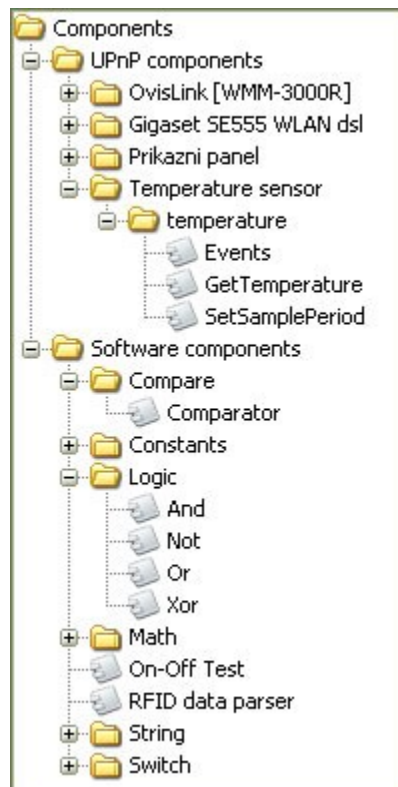 Components
UPnP components
OvisLink [WMM-3000R]
Gigaset SE555 WLAN dsl
Prikazni panel
Temperature sensor
temperature
Events
GetTemperature
SetSamplePeriod
Software components
Compare
Comparator
Constants
Logic
And
Not
Or
Xor
Math
On-Off Test
RFID data parser
String
Switch